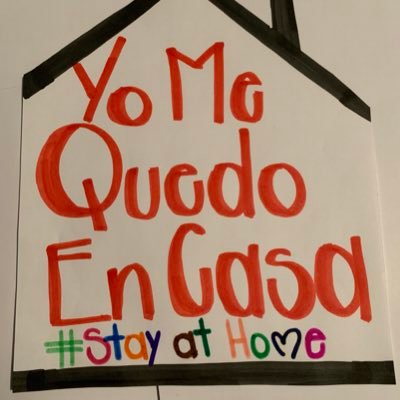 Yo Me
Quedo
En Casa
#Stay at Home